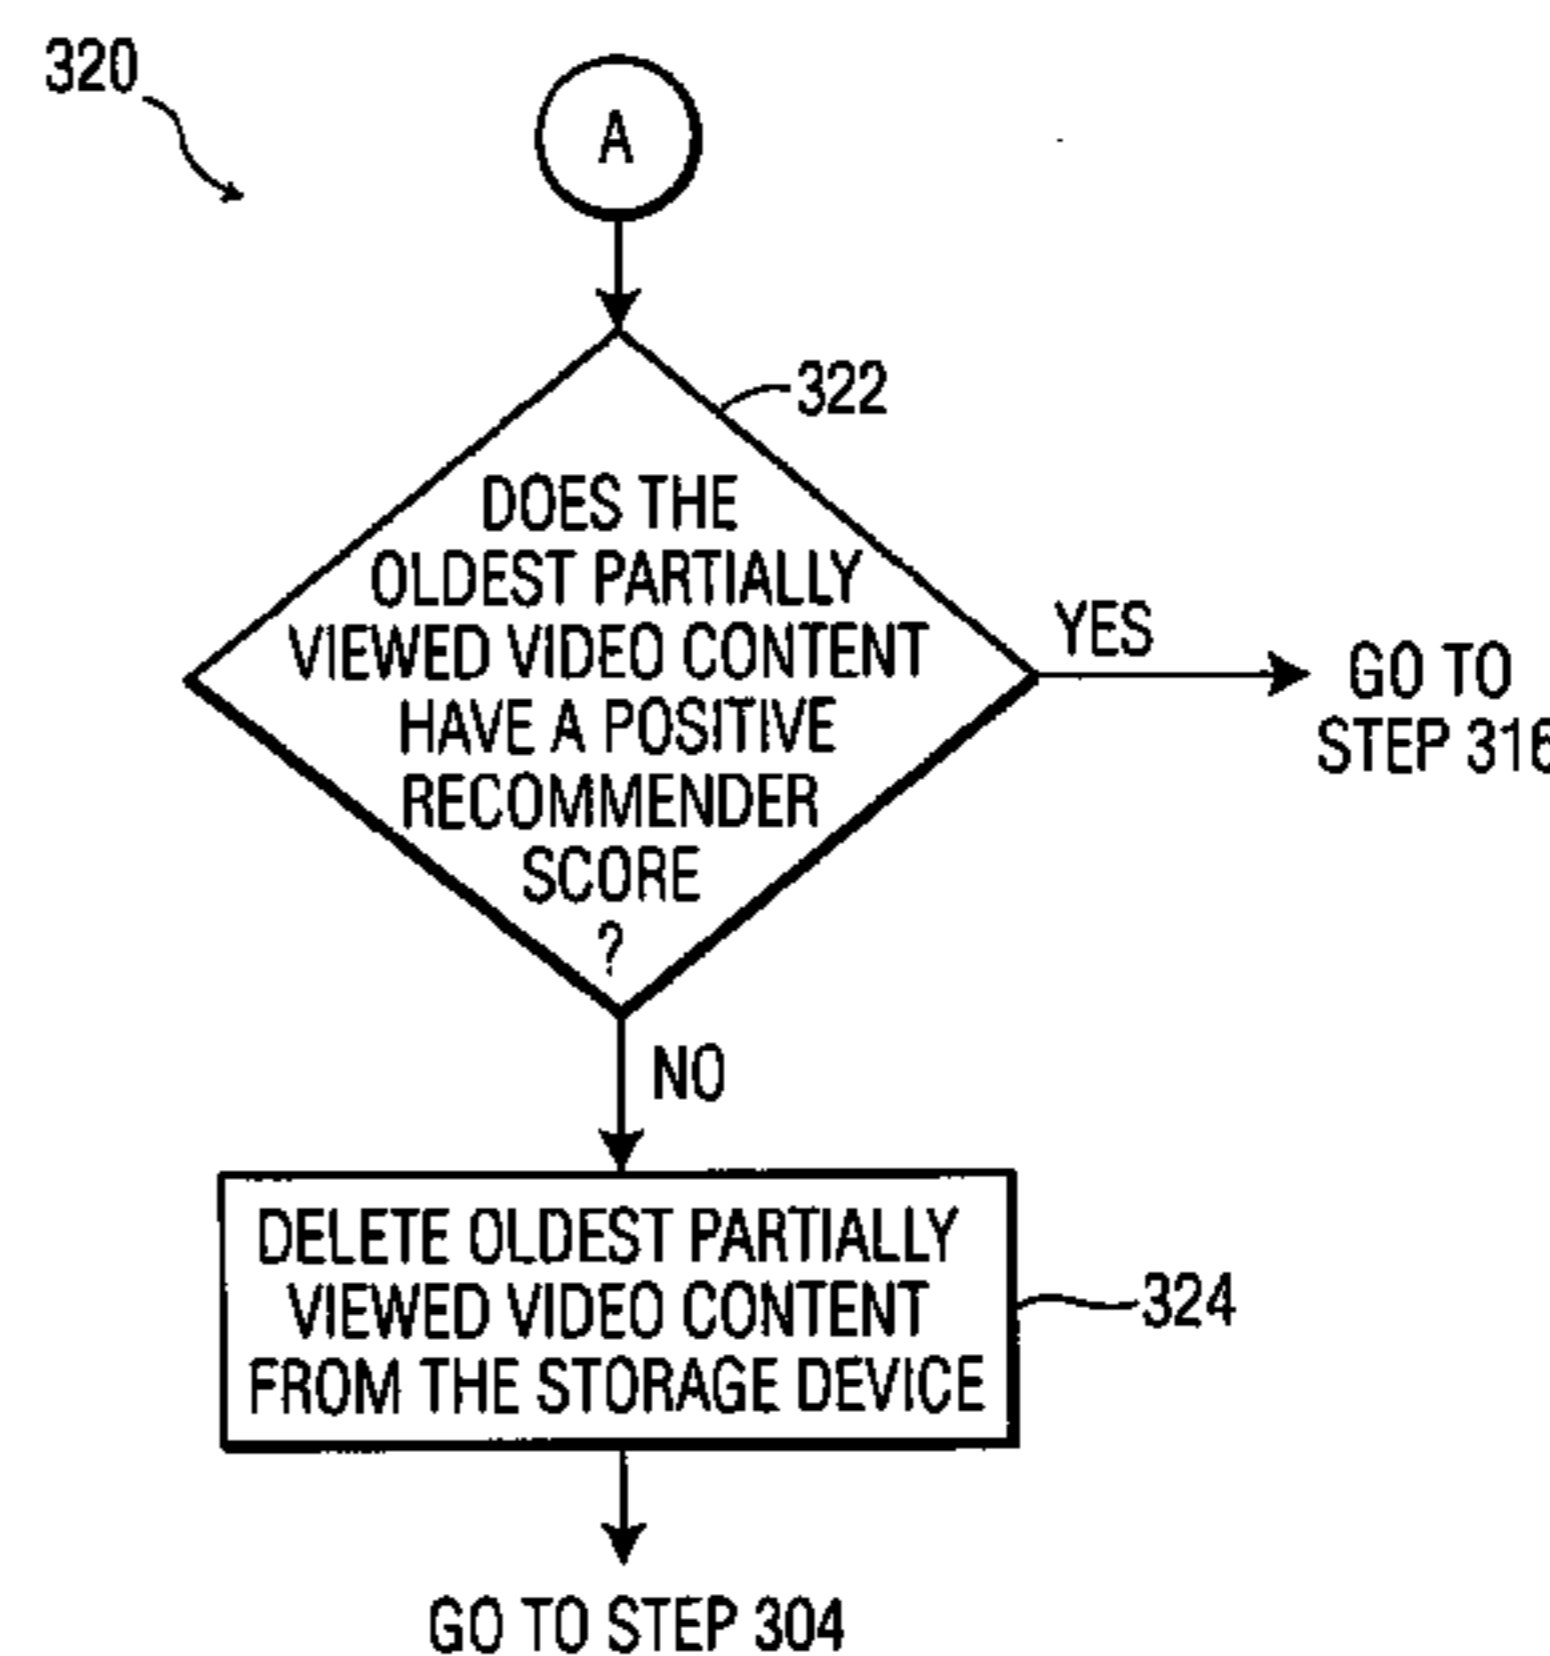 320
A
322
DOES THE
OLDEST PARTIALLY
VIEWED VIDEO CONTENT
HAVE A POSITIVE
RECOMMENDER
SCORE
?
YES
GO TO
STEP 316
NO
DELETE OLDEST PARTIALLY
VIEWED VIDEO CONTENT
FROM THE STORAGE DEVICE
324
GO TO STEP 304